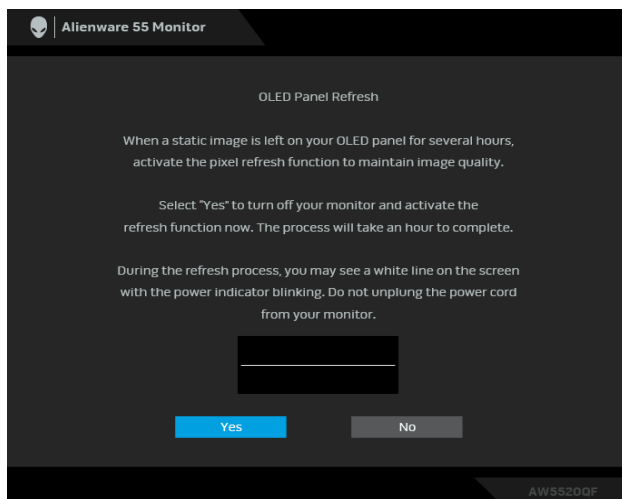 Alienware 55 Monitor
OLED Panel Refresh
When a static image is left on your OLED panel for several hours,
activate the pixel refresh function to maintain image quality.
Select "Yes" to turn off your monitor and activate the
refresh function now. The process will take an hour to complete.
During the refresh process, you may see a white line on the screen
with the power indicator blinking. Do not unplung the power cord
from your monitor.
Yes
No
AW5520QF